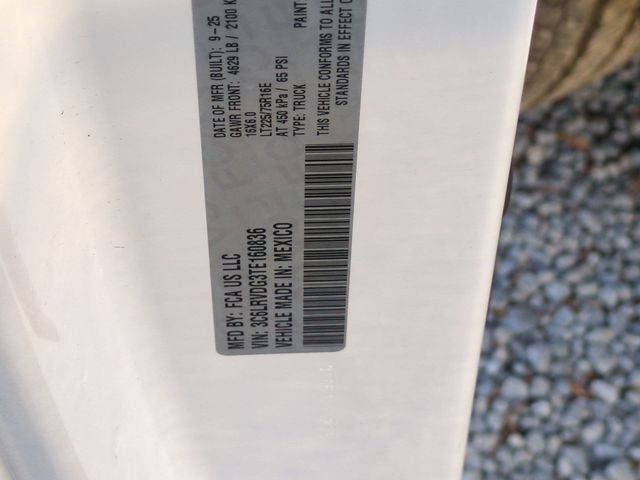 MFD BY: FCA US LLC
VIN: 3C6LRVDG3TE160836
VEHICLE MADE IN: MEXICO
DATE OF MFR (BUILT): 9-25
GAWR FRONT: 4629 LB / 2100 K
16X6.0
LT225/75R16E
AT 450 kPa / 65 PSI
TYPE: TRUCK
PAINT:
THIS VEHICLE CONFORMS TO ALL
STANDARDS IN EFFECT O